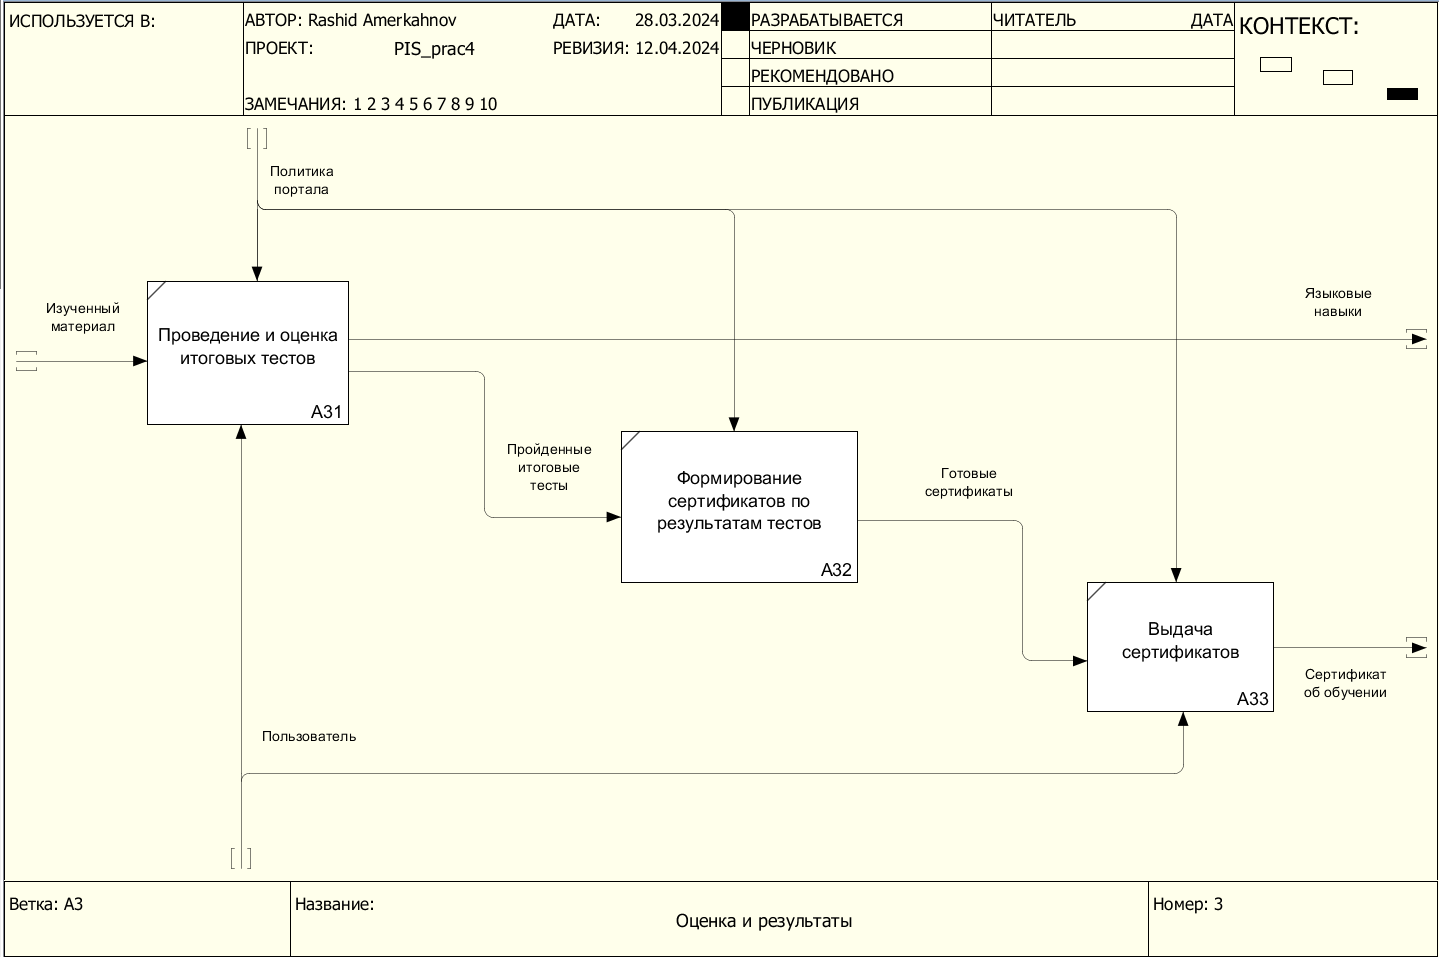 ИСПОЛЬЗУЕТСЯ В:
АВТОР: Rashid Amerkahnov
ДАТА: 28.03.2024
ПРОЕКТ: PIS_prac4
РЕВИЗИЯ: 12.04.2024
ЗАМЕЧАНИЯ: 1 2 3 4 5 6 7 8 9 10
РАЗРАБАТЫВАЕТСЯ
ЧЕРНОВИК
РЕКОМЕНДОВАНО
ПУБЛИКАЦИЯ
ЧИТАТЕЛЬ ДАТА
КОНТЕКСТ:
Политика
портала
Изученный
материал
Проведение и оценка
итоговых тестов
A31
Языковые
навыки
Пройденные
итоговые
тесты
Формирование
сертификатов по
результатам тестов
A32
Готовые
сертификаты
Выдача
сертификатов
A33
Сертификат
об обучении
Пользователь
Ветка: A3
Название:
Оценка и результаты
Номер: 3